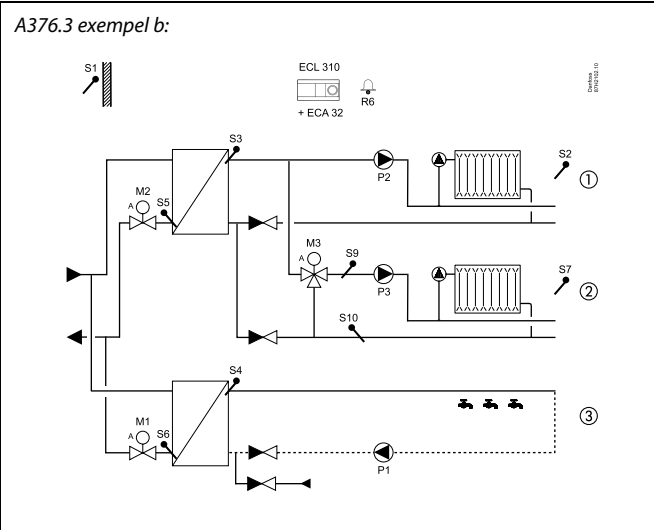 A376.3 exempel b:
S1
ECL 310
R6
+ ECA 32
Danfoss
87H2102.10
S3
P2
S2
①
M2
A
S5
M3
A
S9
P3
S7
②
S10
S4
③
M1
A
S6
P1